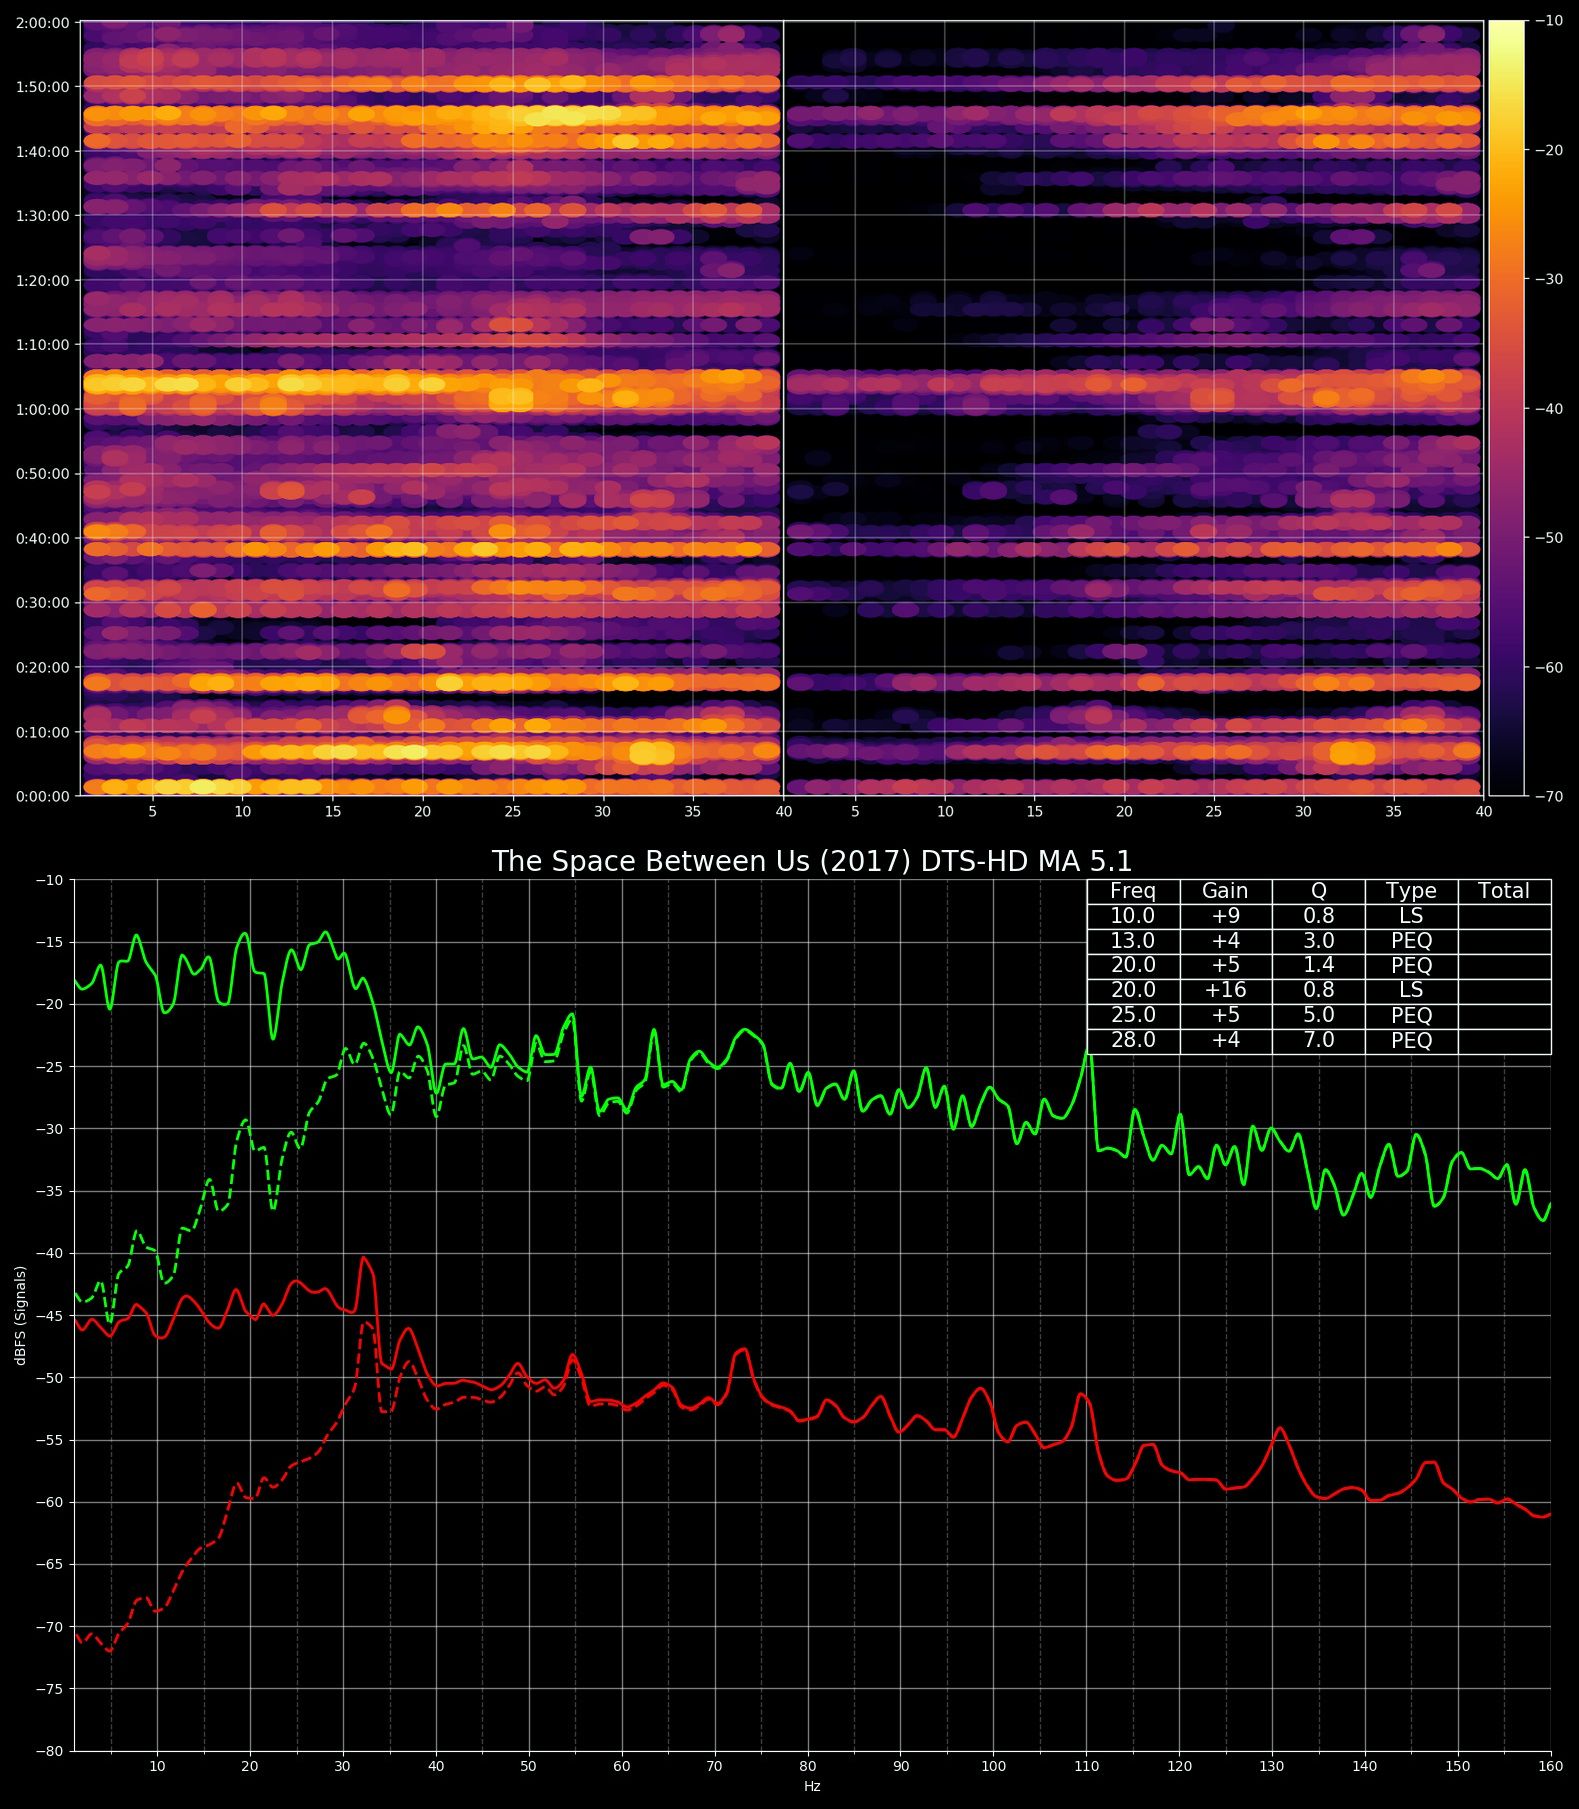 2:00:00
1:50:00
1:40:00
1:30:00
1:20:00
1:10:00
1:00:00
0:50:00
0:40:00
0:30:00
0:20:00
0:10:00
0:00:00
5 10 15 20 25 30 35 40 5 10 15 20 25 30 35 40
−10
−20
−30
−40
−50
−60
−70
The Space Between Us (2017) DTS-HD MA 5.1
Freq Gain Q Type Total
10.0 +9 0.8 LS
13.0 +4 3.0 PEQ
20.0 +5 1.4 PEQ
20.0 +16 0.8 LS
25.0 +5 5.0 PEQ
28.0 +4 7.0 PEQ
dBFS (Signals)
−10
−15
−20
−25
−30
−35
−40
−45
−50
−55
−60
−65
−70
−75
−80
10 20 30 40 50 60 70 80 90 100 110 120 130 140 150 160
Hz